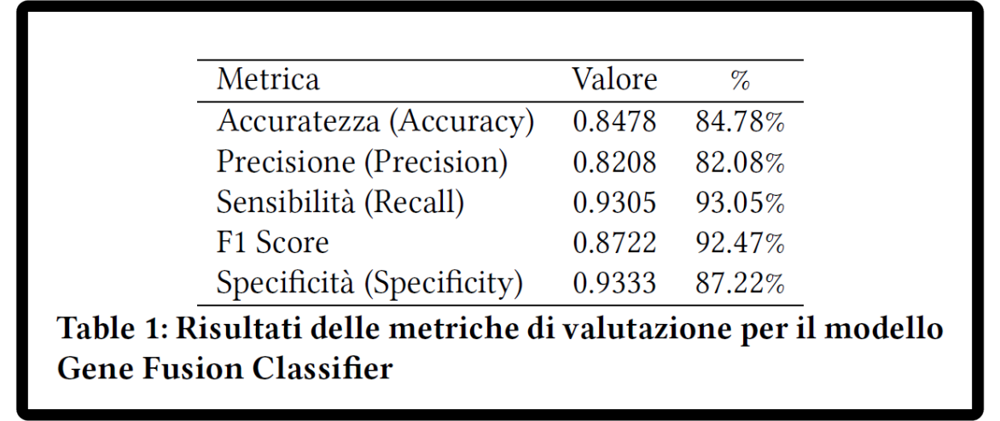 Metrica Valore %
Accuratezza (Accuracy) 0.8478 84.78%
Precisione (Precision) 0.8208 82.08%
Sensibilità (Recall) 0.9305 93.05%
F1 Score 0.8722 92.47%
Specificità (Specificity) 0.9333 87.22%
Table 1: Risultati delle metriche di valutazione per il modello
Gene Fusion Classifier